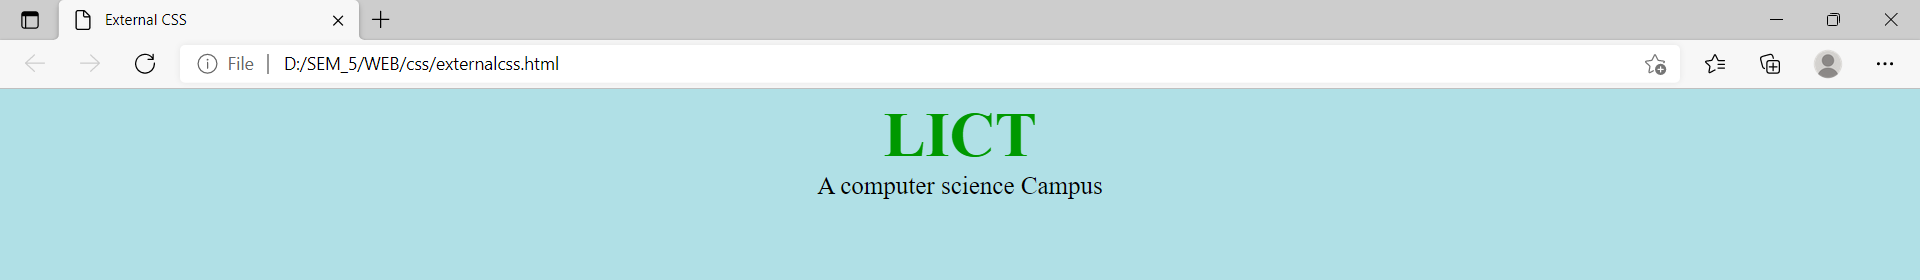 External CSS
File D:/SEM_5/WEB/css/externalcss.html
LICT
A computer science Campus